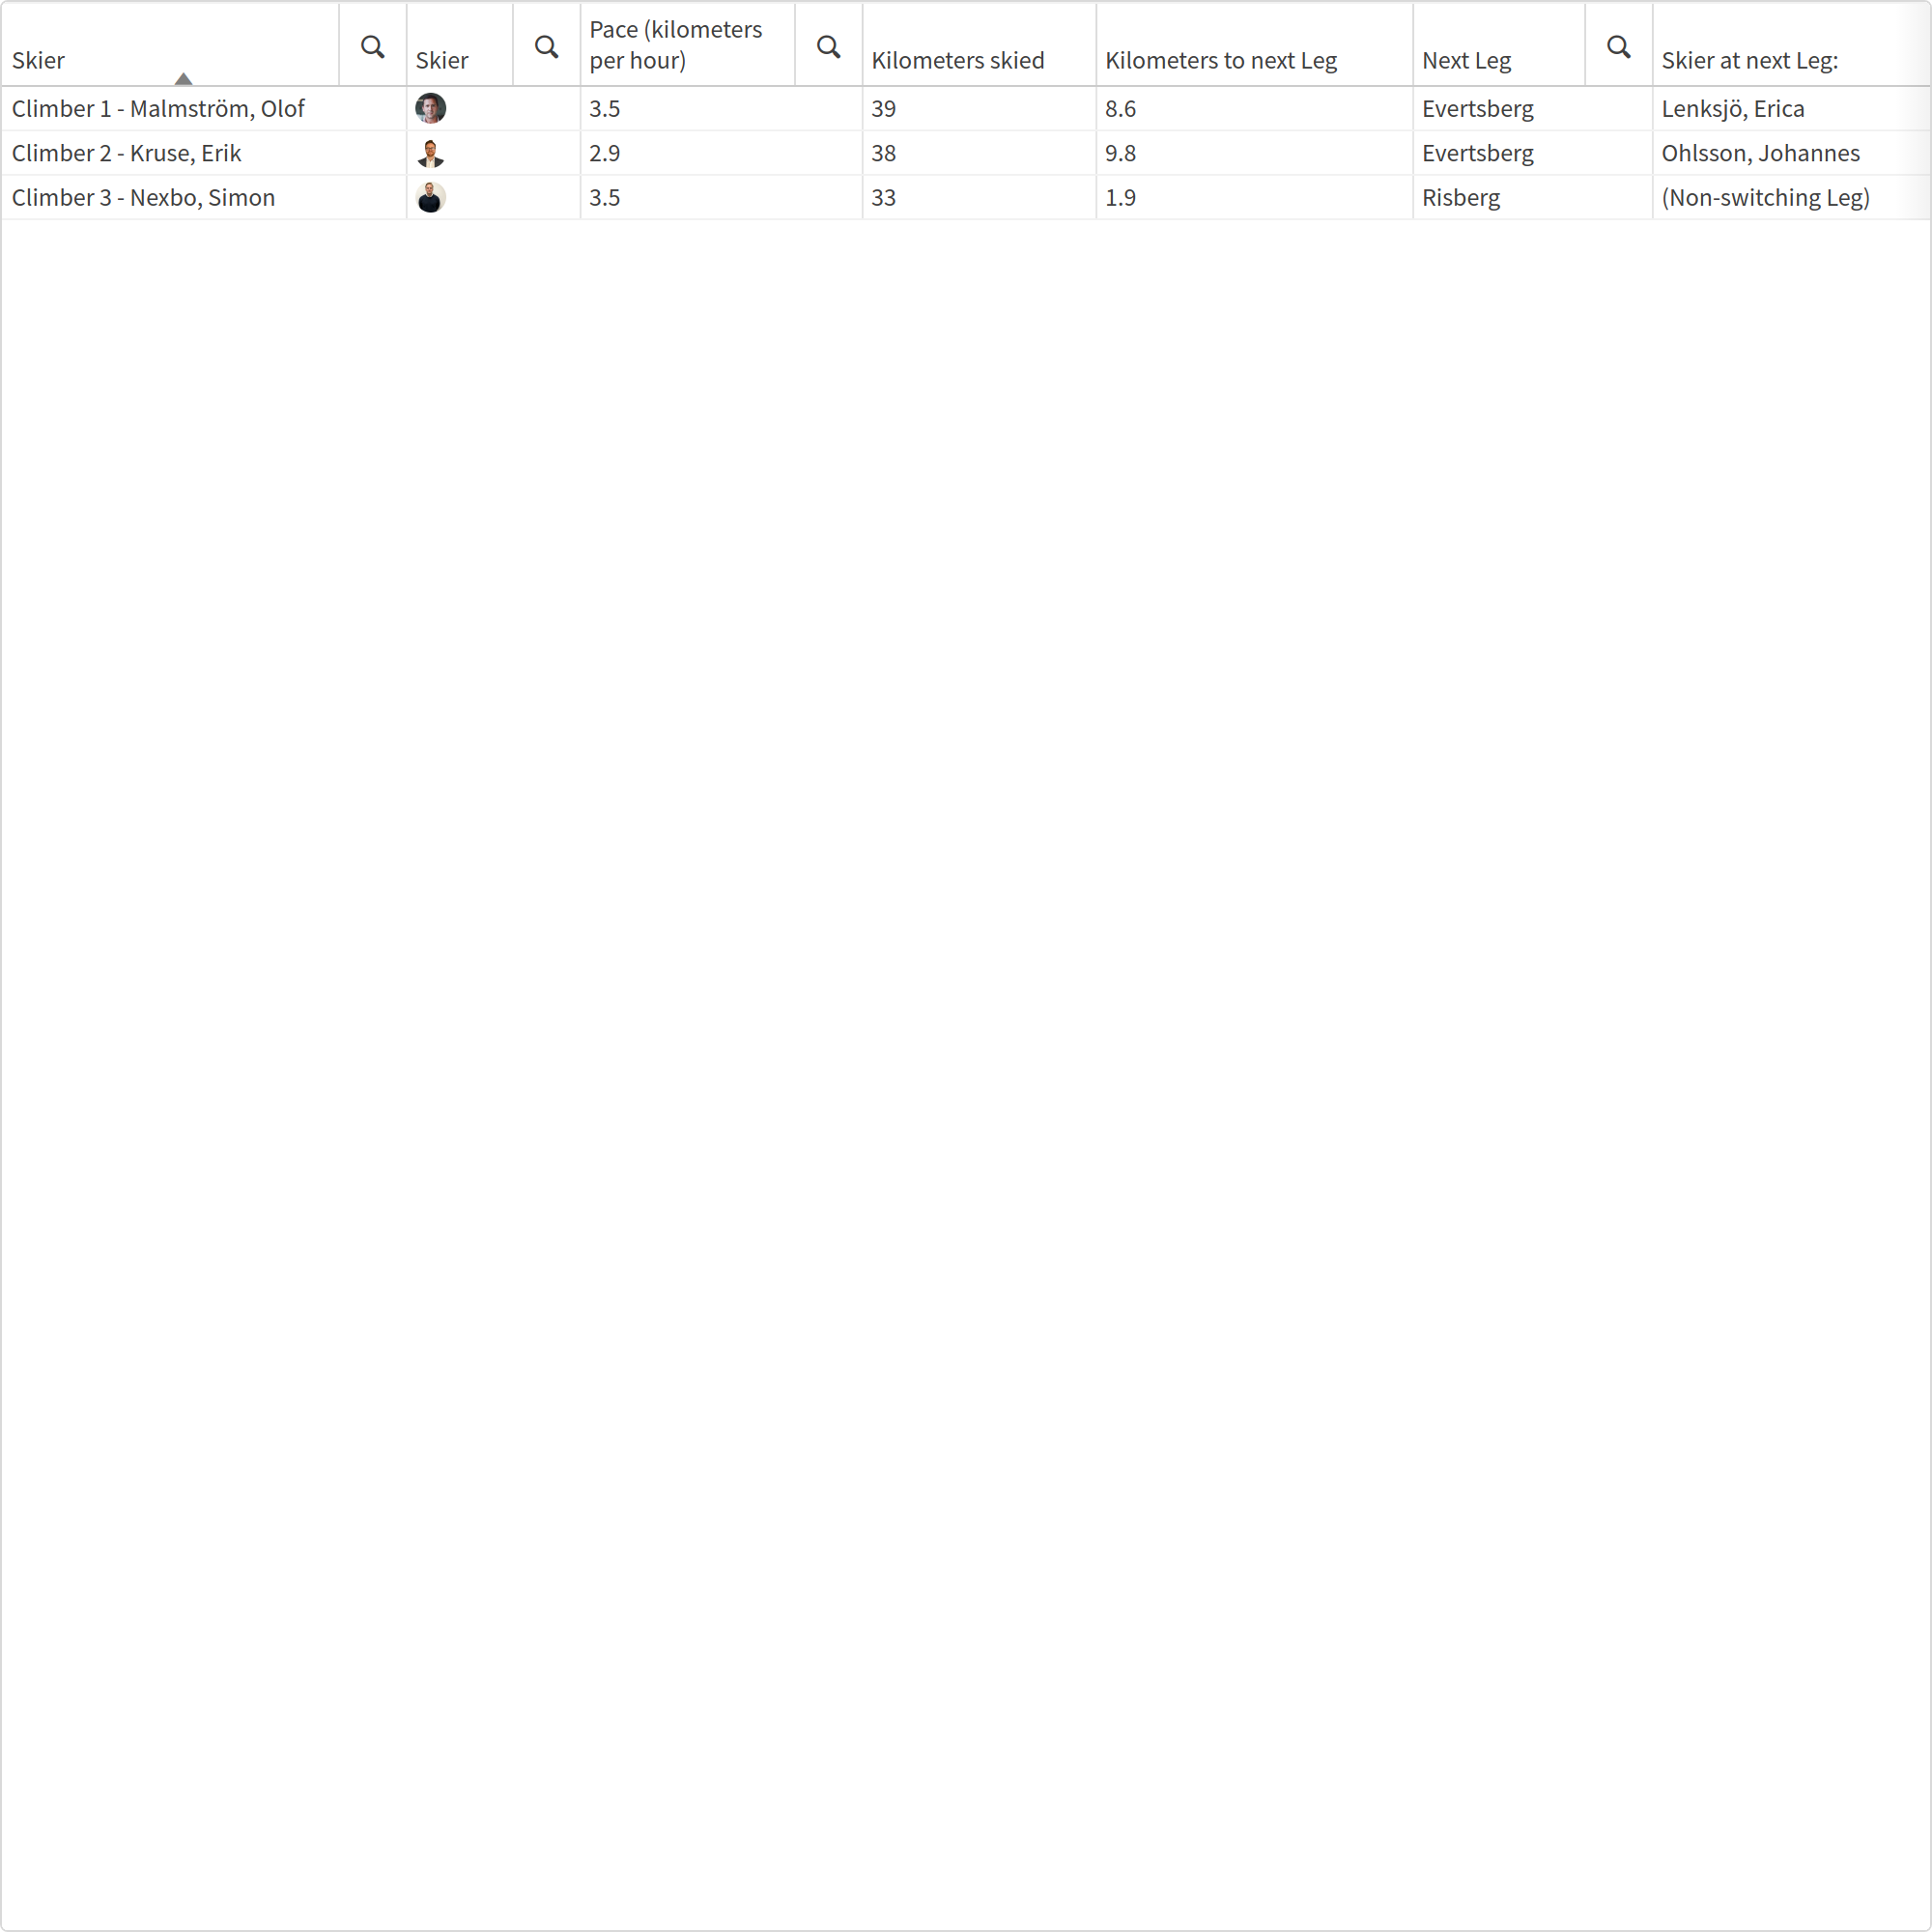 Skier
Skier
Pace (kilometers
per hour)
Kilometers skied
Kilometers to next Leg
Next Leg
Skier at next Leg:
Climber 1 - Malmström, Olof 3.5 39 8.6 Evertsberg Lenksjö, Erica
Climber 2 - Kruse, Erik 2.9 38 9.8 Evertsberg Ohlsson, Johannes
Climber 3 - Nexbo, Simon 3.5 33 1.9 Risberg (Non-switching Leg)